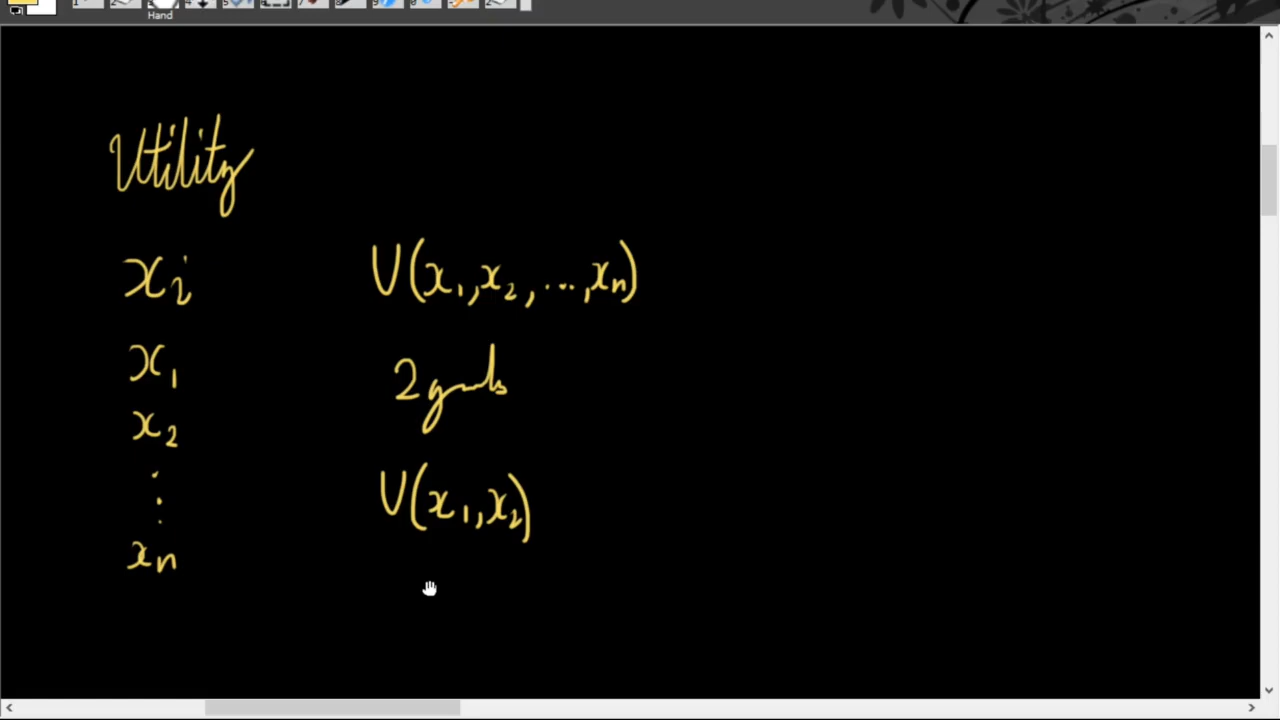 Hand
Utility
xᵢ
U(x₁,x₂,...,xₙ)
x₁
2 goods
x₂
⋮
U(x₁,x₂)
xₙ